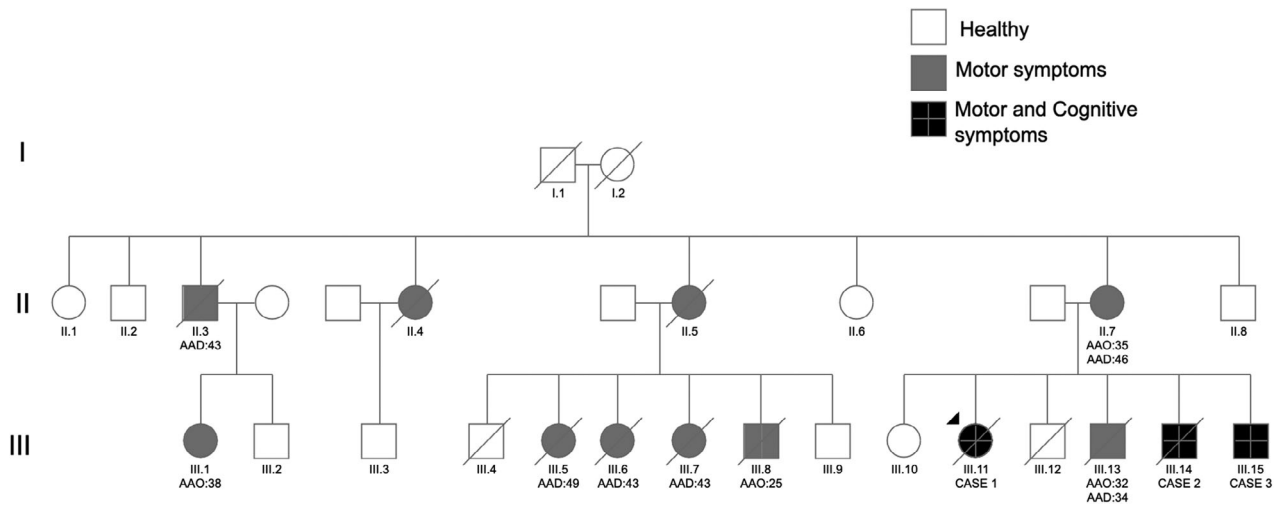 Healthy
Motor symptoms
Motor and Cognitive
symptoms
I
I.1 I.2
II
II.1 II.2 II.3 II.4 II.5 II.6 II.7 II.8
AAD:43 AAO:35
AAD:46
III
III.1 III.2 III.3 III.4 III.5 III.6 III.7 III.8 III.9 III.10 III.11 III.12 III.13 III.14 III.15
AAO:38 AAD:49 AAD:43 AAD:43 AAO:25 CASE 1 AAO:32 CASE 2 CASE 3
AAD:34